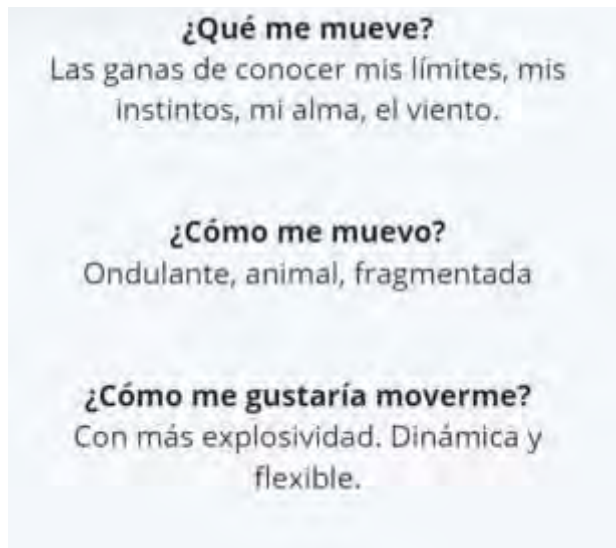 ¿Qué me mueve?
Las ganas de conocer mis límites, mis
instintos, mi alma, el viento.
¿Cómo me muevo?
Ondulante, animal, fragmentada
¿Cómo me gustaría moverme?
Con más explosividad. Dinámica y
flexible.